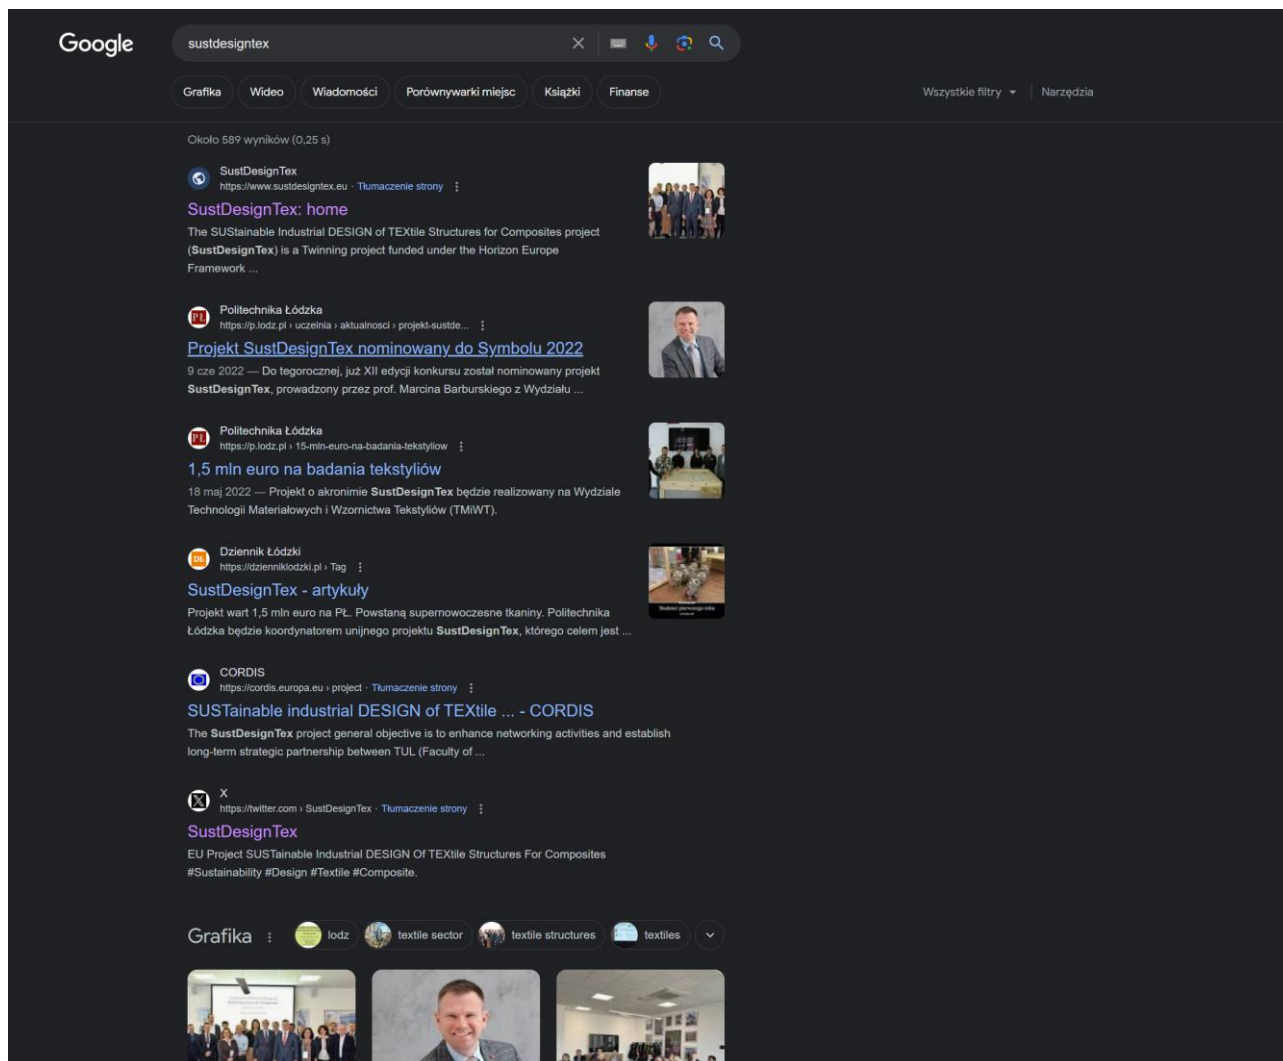 Google
sustdesigntex
Grafika Wideo Wiadomości Porównywarki miejsc Książki Finanse Wszystkie filtry Narzędzia
Około 589 wyników (0,25 s)
SustDesignTex
https://www.sustdesigntex.eu · Tłumaczenie strony
SustDesignTex: home
The SUStainable Industrial DESIGN of TEXtile Structures for Composites project
(SustDesignTex) is a Twinning project funded under the Horizon Europe
Framework ...
PŁ
Politechnika Łódzka
https://p.lodz.pl › uczelnia › aktualnosci › projekt-sustde...
Projekt SustDesignTex nominowany do Symbolu 2022
9 cze 2022 — Do tegorocznej, już XII edycji konkursu został nominowany projekt
SustDesignTex, prowadzony przez prof. Marcina Barburskiego z Wydziału ...
PŁ
Politechnika Łódzka
https://p.lodz.pl › 15-mln-euro-na-badania-tekstyliow
1,5 mln euro na badania tekstyliów
18 maj 2022 — Projekt o akronimie SustDesignTex będzie realizowany na Wydziale
Technologii Materiałowych i Wzornictwa Tekstyliów (TMiWT).
DŁ
Dziennik Łódzki
https://dzienniklodzki.pl › Tag
SustDesignTex - artykuły
Projekt wart 1,5 mln euro na PŁ. Powstaną supernowoczesne tkaniny. Politechnika
Łódzka będzie koordynatorem unijnego projektu SustDesignTex, którego celem jest ...
Studenci pierwszego roku
CORDIS
https://cordis.europa.eu › project · Tłumaczenie strony
SUSTainable industrial DESIGN of TEXtile ... - CORDIS
The SustDesignTex project general objective is to enhance networking activities and establish
long-term strategic partnership between TUL (Faculty of ...
X
https://twitter.com › SustDesignTex · Tłumaczenie strony
SustDesignTex
EU Project SUSTainable Industrial DESIGN Of TEXtile Structures For Composites
#Sustainability #Design #Textile #Composite.
Grafika lodz textile sector textile structures textiles